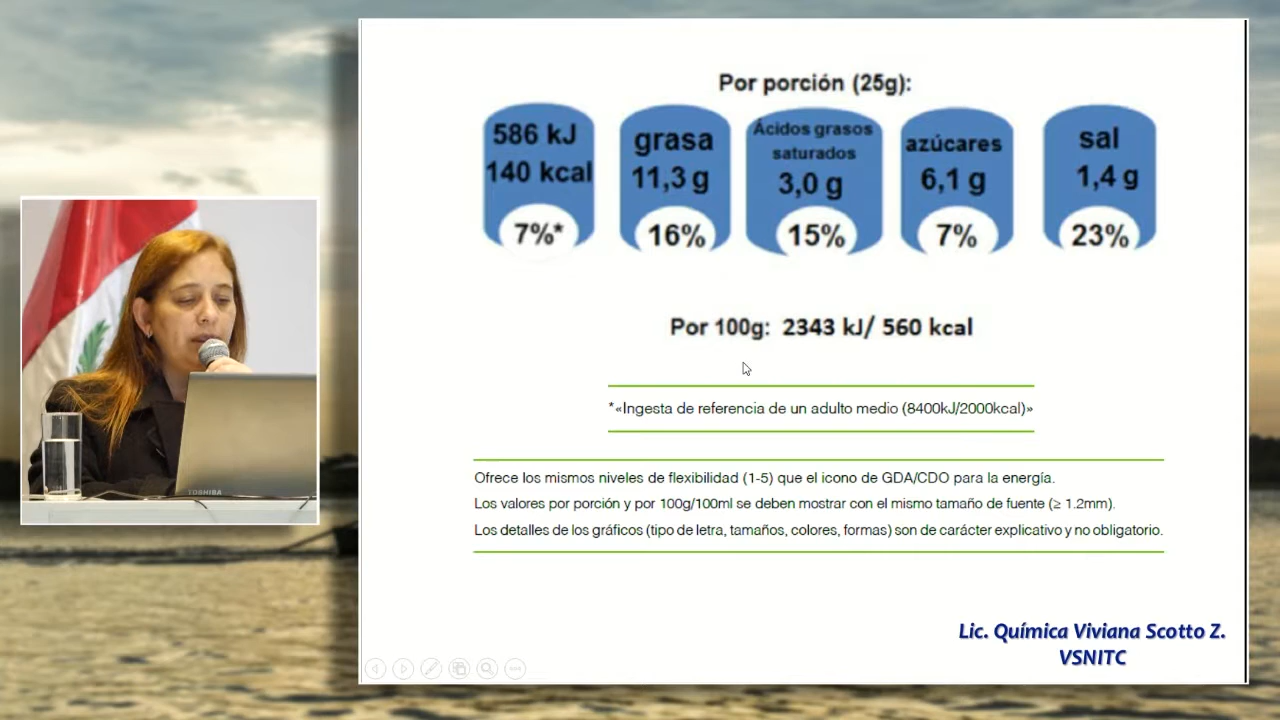 Por porción (25g):
586 kJ
140 kcal
7%*
grasa
11,3 g
16%
Ácidos grasos
saturados
3,0 g
15%
azúcares
6,1 g
7%
sal
1,4 g
23%
Por 100g: 2343 kJ/ 560 kcal
*«Ingesta de referencia de un adulto medio (8400kJ/2000kcal)»
Ofrece los mismos niveles de flexibilidad (1-5) que el icono de GDA/CDO para la energía.
Los valores por porción y por 100g/100ml se deben mostrar con el mismo tamaño de fuente (≥ 1.2mm).
Los detalles de los gráficos (tipo de letra, tamaños, colores, formas) son de carácter explicativo y no obligatorio.
Lic. Química Viviana Scotto Z.
VSNITC
TOSHIBA